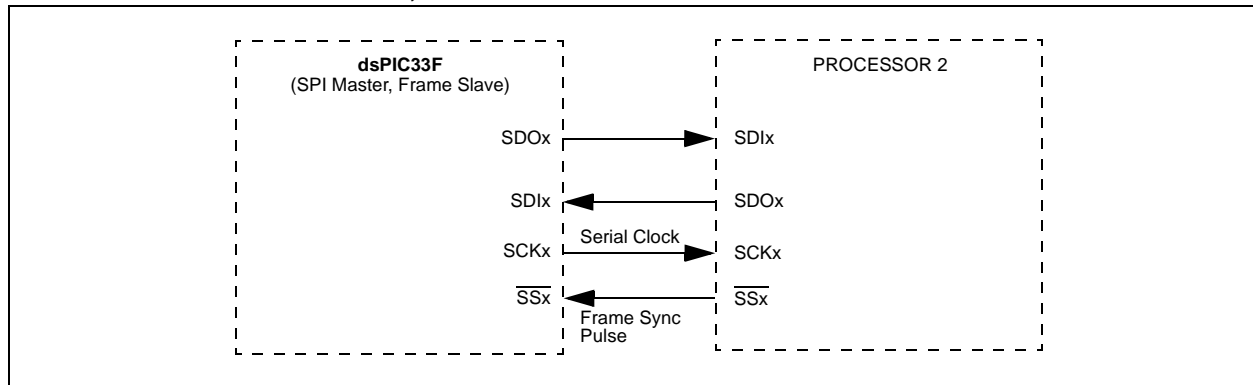 dsPIC33F
(SPI Master, Frame Slave)
PROCESSOR 2
SDOx
SDIx
SDIx
SDOx
Serial Clock
SCKx
SCKx
SSx
SSx
Frame Sync
Pulse